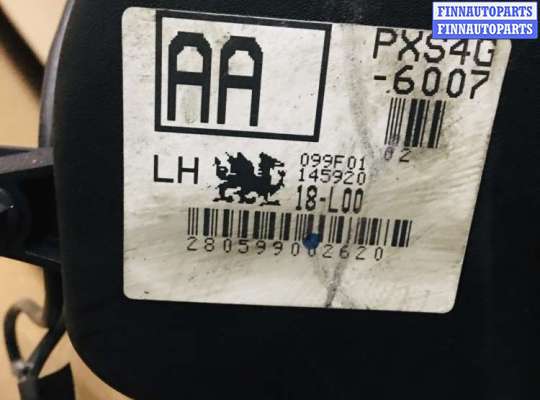 FINNAUTOPARTS
FINNAUTOPARTS
AA
PXS4G
-6007
02
LH
099F01
145920
18-L00
280599002620